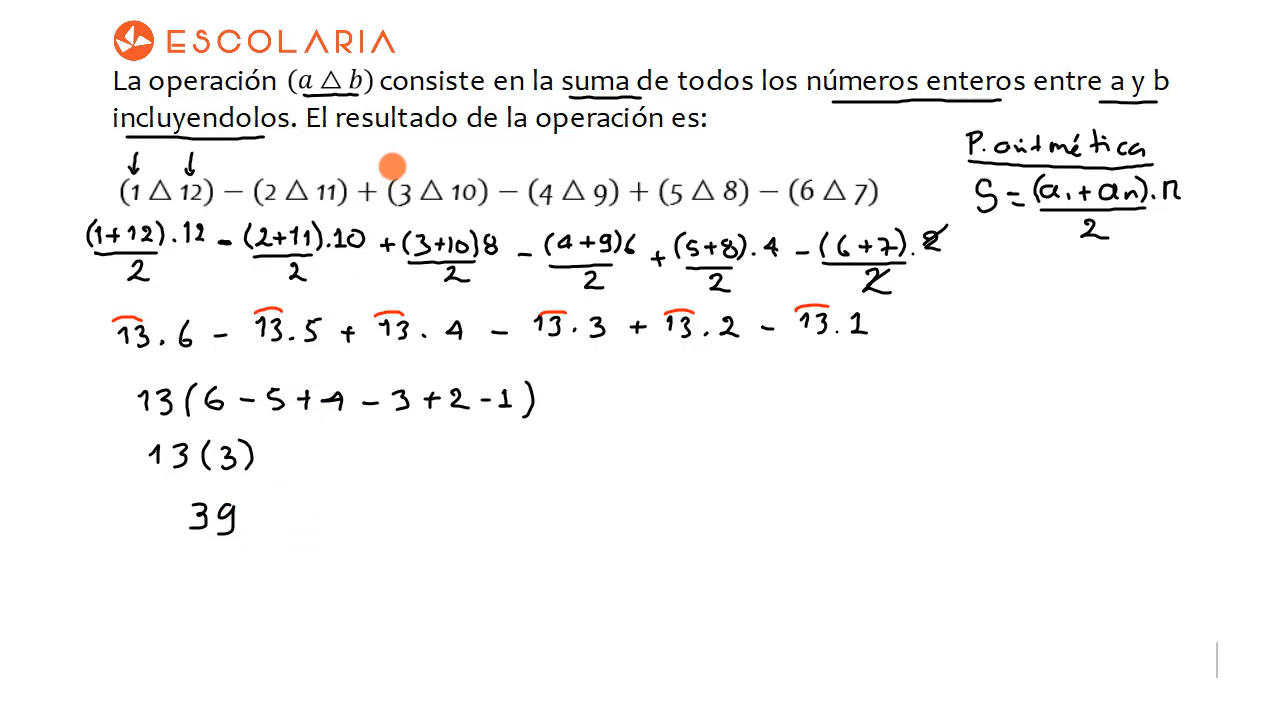 ESCOLARIA
La operación (a △ b) consiste en la suma de todos los números enteros entre a y b
incluyendolos. El resultado de la operación es:
P. aritmética
(1 △ 12) − (2 △ 11) + (3 △ 10) − (4 △ 9) + (5 △ 8) − (6 △ 7)
S = (a₁ + an) . n / 2
(1+12) . 12 / 2 − (2+11) . 10 / 2 + (3+10) 8 / 2 − (4+9) 6 / 2 + (5+8) . 4 / 2 − (6+7) . 2 / 2
13 . 6 − 13 . 5 + 13 . 4 − 13 . 3 + 13 . 2 − 13 . 1
13 ( 6 − 5 + 4 − 3 + 2 - 1 )
13 ( 3 )
39